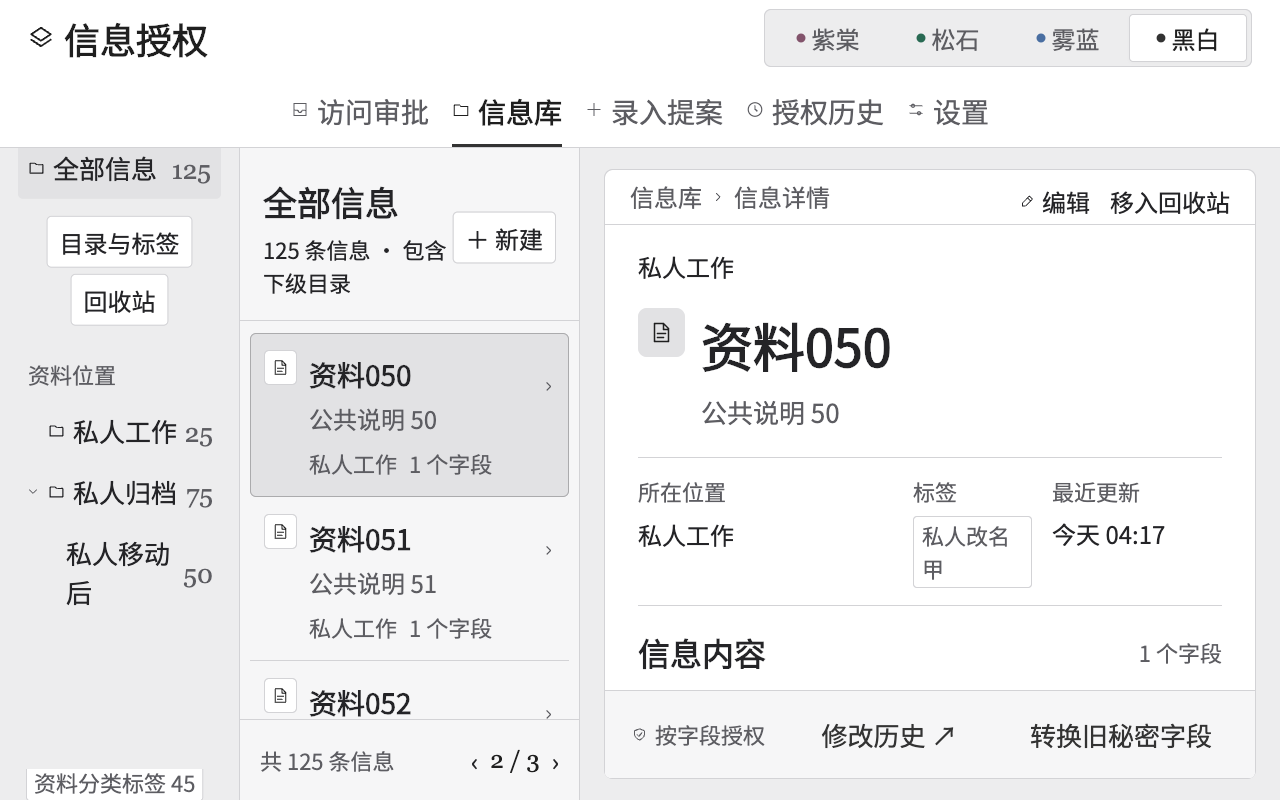 信息授权
紫棠
松石
雾蓝
黑白
访问审批
信息库
录入提案
授权历史
设置
全部信息 125
目录与标签
回收站
资料位置
私人工作 25
私人归档 75
私人移动
后
50
资料分类标签 45
全部信息
125 条信息 · 包含
下级目录
新建
资料050
公共说明 50
私人工作 1 个字段
资料051
公共说明 51
私人工作 1 个字段
资料052
共 125 条信息
‹ 2 / 3 ›
信息库 › 信息详情
编辑
移入回收站
私人工作
资料050
公共说明 50
所在位置
私人工作
标签
私人改名
甲
最近更新
今天 04:17
信息内容
1 个字段
按字段授权
修改历史 ↗
转换旧秘密字段